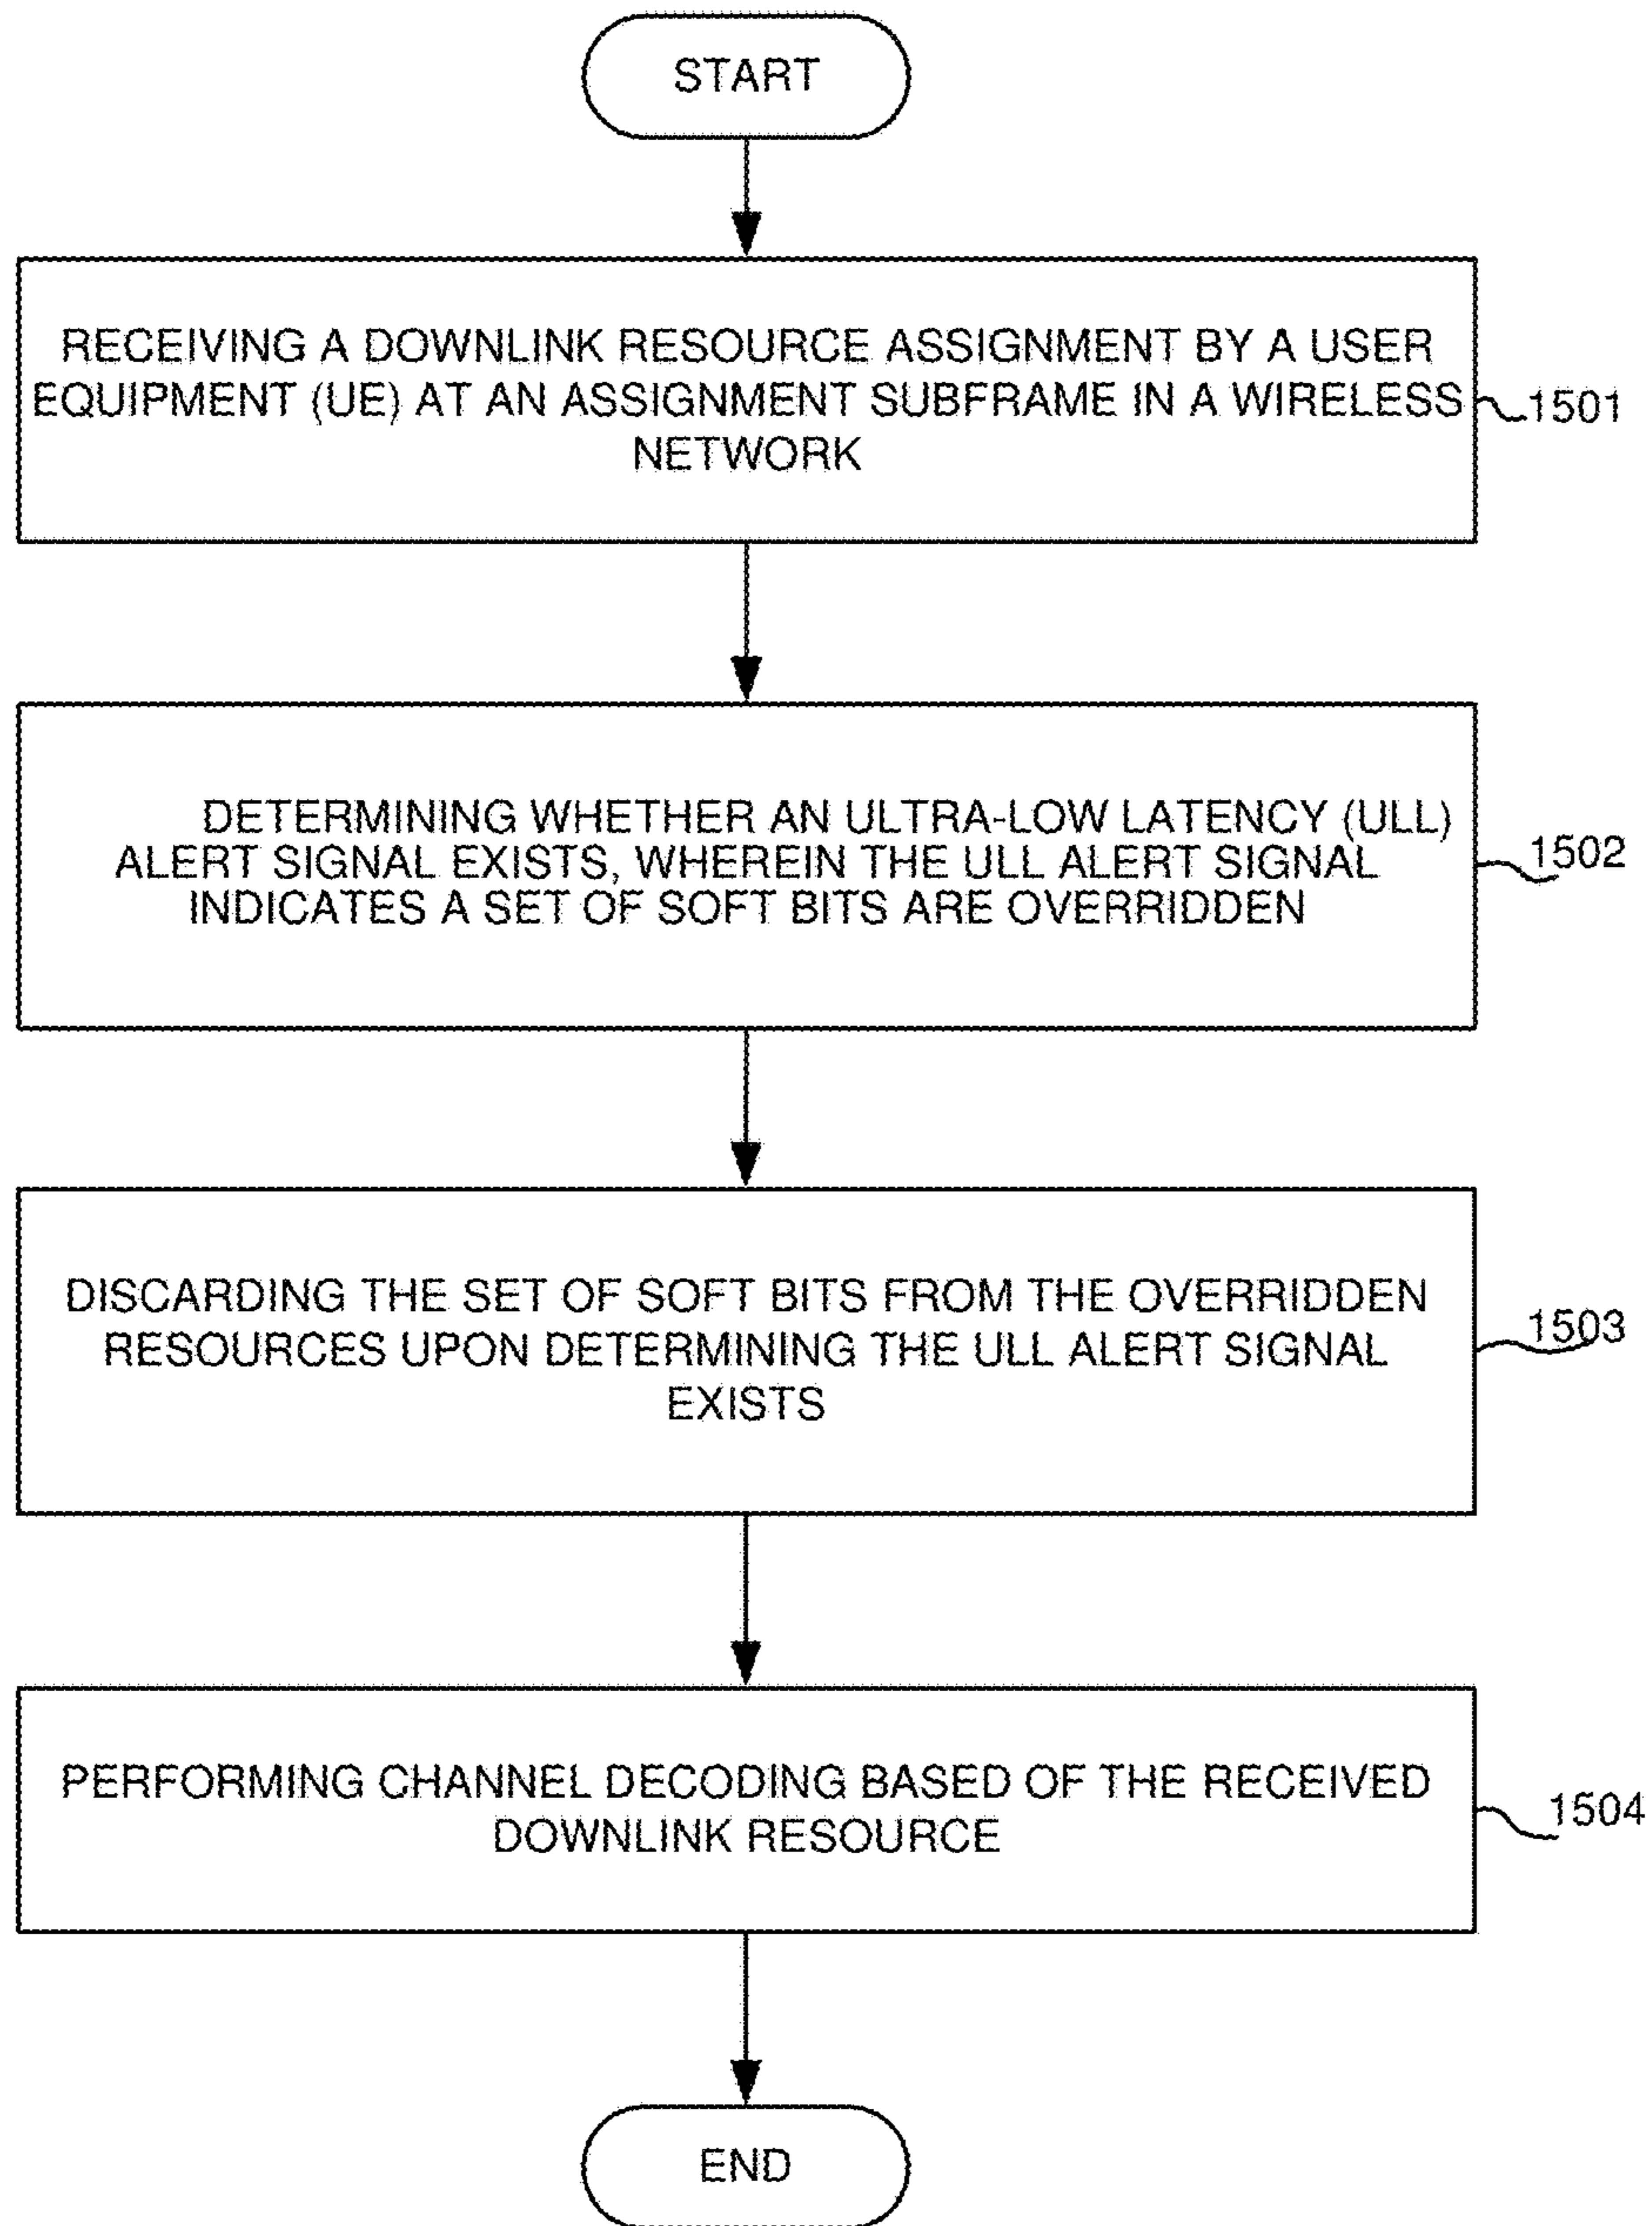 START
RECEIVING A DOWNLINK RESOURCE ASSIGNMENT BY A USER
EQUIPMENT (UE) AT AN ASSIGNMENT SUBFRAME IN A WIRELESS
NETWORK
1501
DETERMINING WHETHER AN ULTRA-LOW LATENCY (ULL)
ALERT SIGNAL EXISTS, WHEREIN THE ULL ALERT SIGNAL
INDICATES A SET OF SOFT BITS ARE OVERRIDDEN
1502
DISCARDING THE SET OF SOFT BITS FROM THE OVERRIDDEN
RESOURCES UPON DETERMINING THE ULL ALERT SIGNAL
EXISTS
1503
PERFORMING CHANNEL DECODING BASED OF THE RECEIVED
DOWNLINK RESOURCE
1504
END